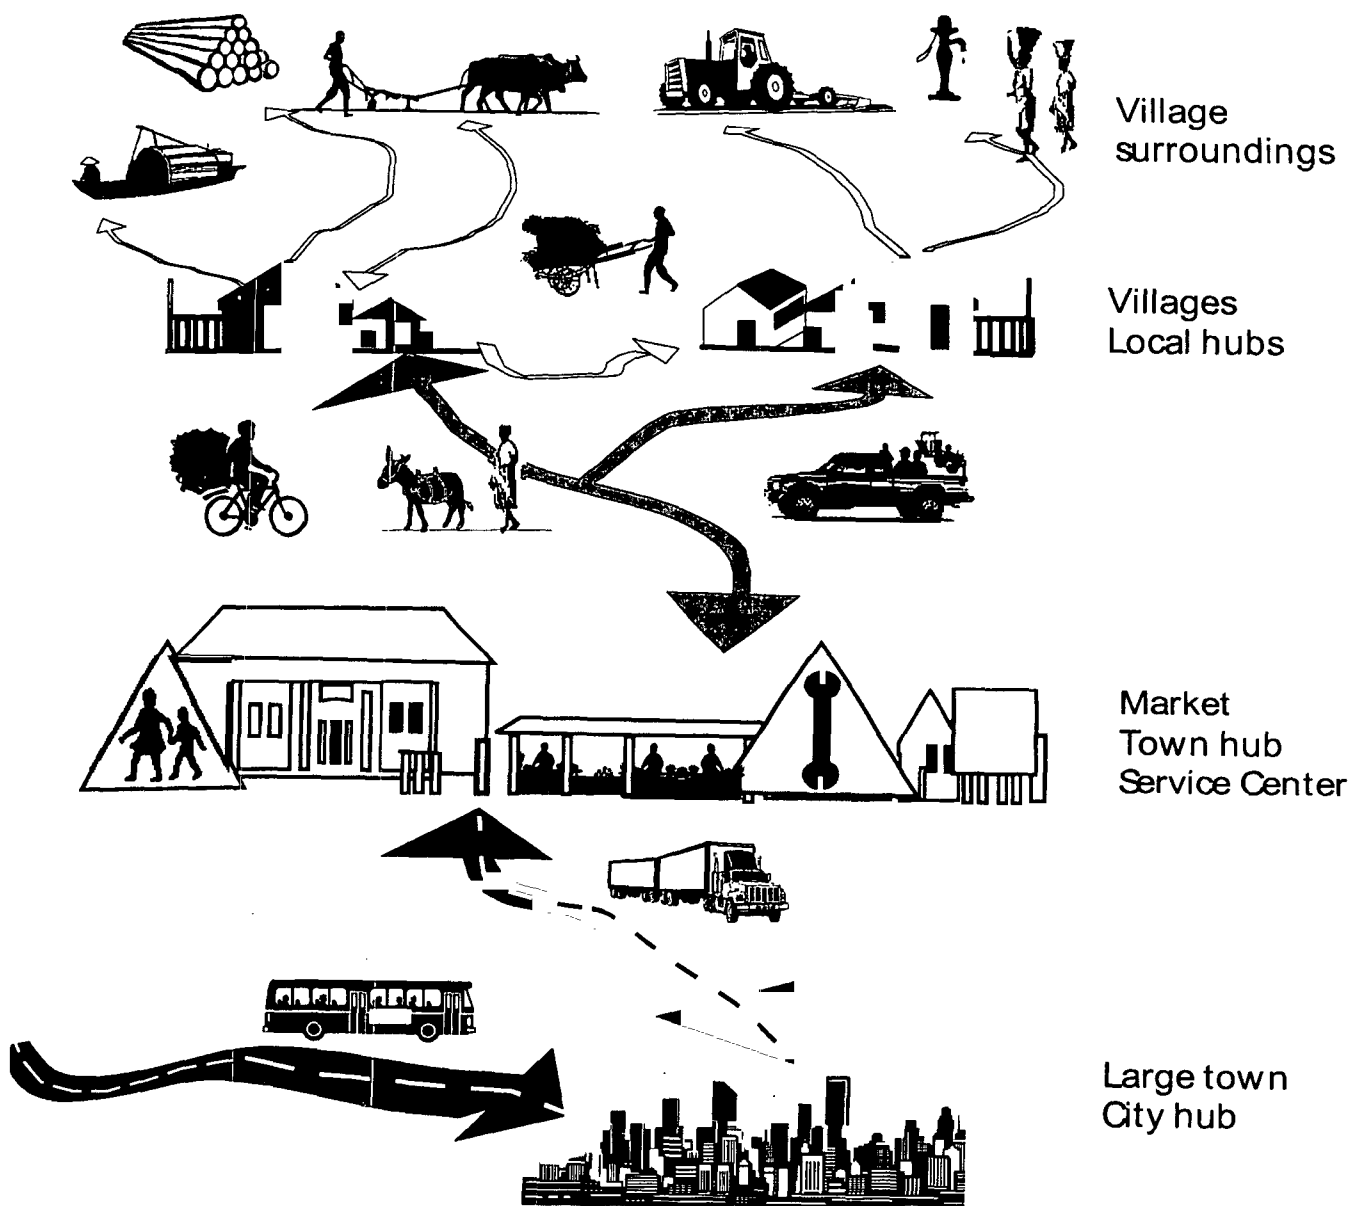 Village
surroundings
Villages
Local hubs
Market
Town hub
Service Center
Large town
City hub